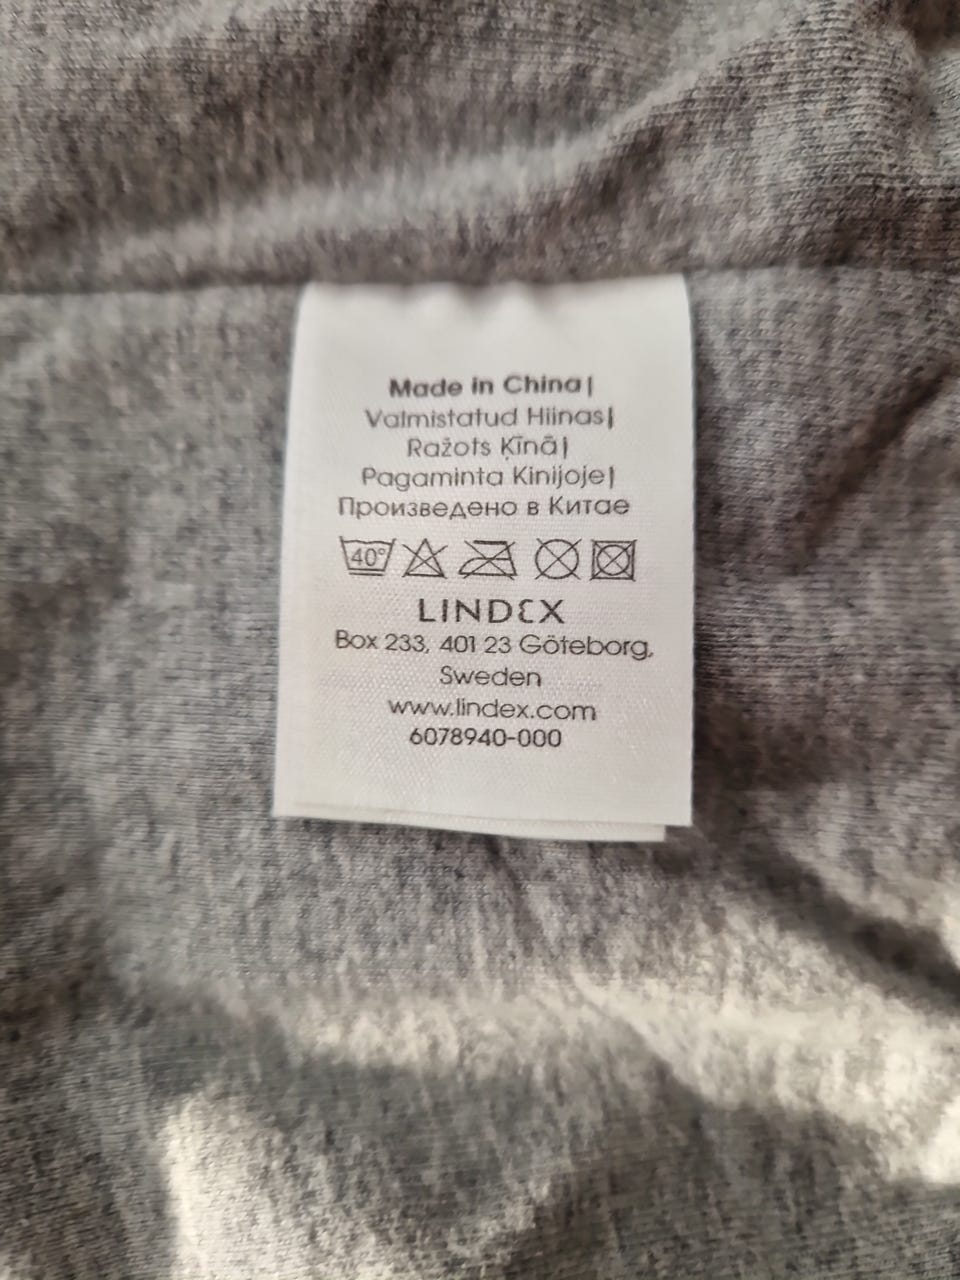 Made in China|
Valmistatud Hiinas|
Ražots Ķīnā|
Pagaminta Kinijoje|
Произведено в Китае
40°
LINDEX
Box 233, 401 23 Göteborg,
Sweden
www.lindex.com
6078940-000